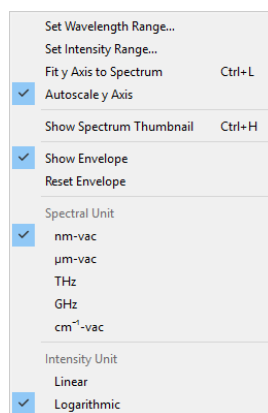 Set Wavelength Range...
Set Intensity Range...
Fit y Axis to Spectrum Ctrl+L
Autoscale y Axis
Show Spectrum Thumbnail Ctrl+H
Show Envelope
Reset Envelope
Spectral Unit
nm-vac
µm-vac
THz
GHz
cm⁻¹-vac
Intensity Unit
Linear
Logarithmic